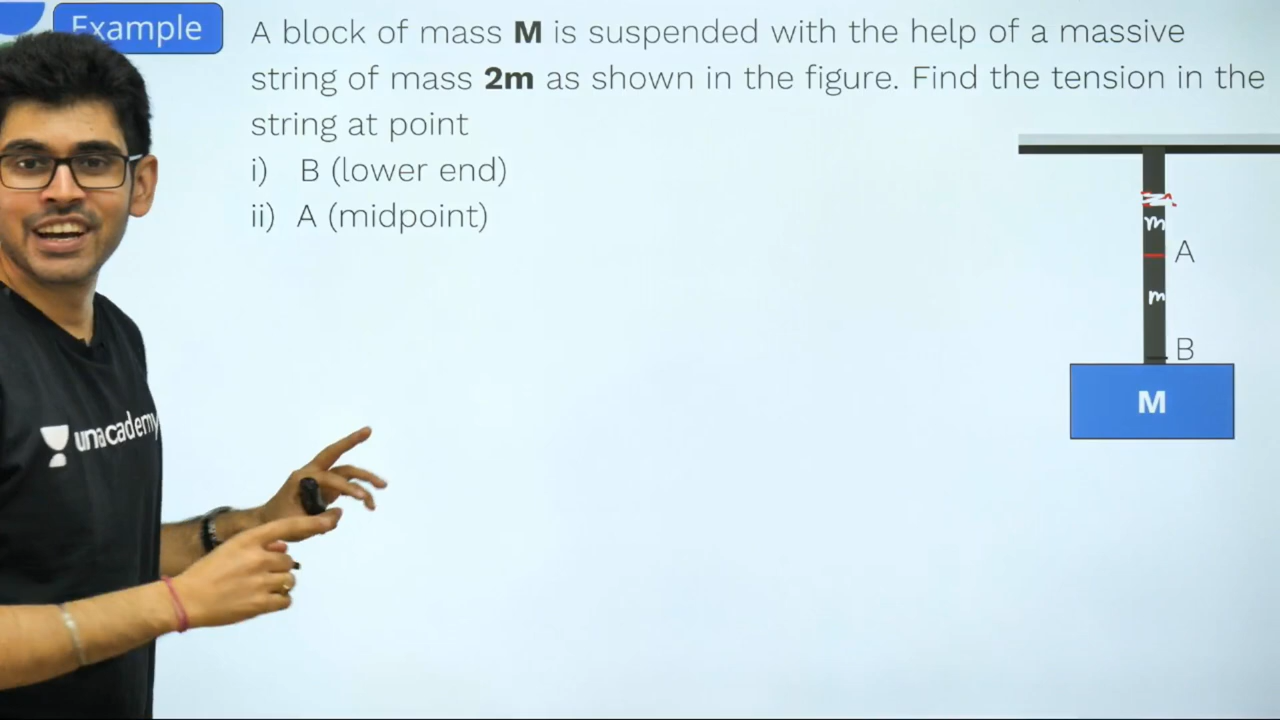 Example
A block of mass M is suspended with the help of a massive
string of mass 2m as shown in the figure. Find the tension in the
string at point
i) B (lower end)
ii) A (midpoint)
m
A
m
B
M
unacademy